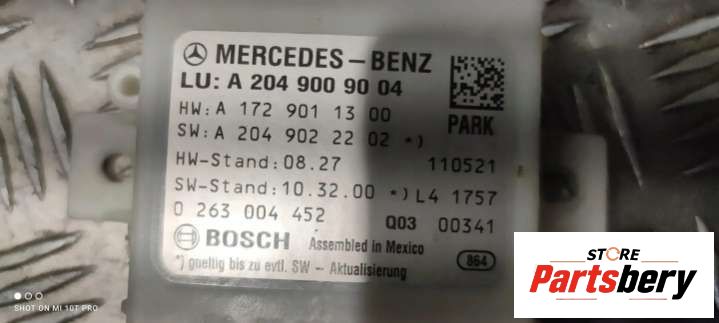 MERCEDES-BENZ
LU: A 204 900 90 04
HW: A 172 901 13 00
PARK
SW: A 204 902 22 02 *)
HW-Stand: 08.27 110521
SW-Stand: 10.32.00 *) L4 1757
0 263 004 452 Q03 00341
BOSCH Assembled in Mexico
*) gueltig bis zu evtl. SW - Aktualisierung 864
STORE
Partsbery
SHOT ON MI 10T PRO